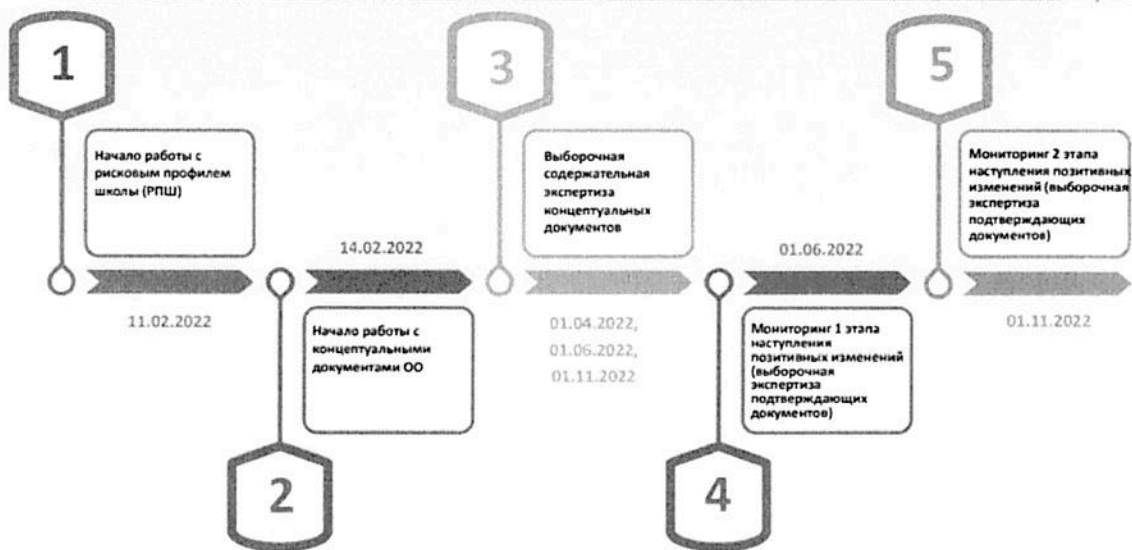 1
Начало работы с
рисковым профилем
школы (РПШ)
11.02.2022
2
14.02.2022
Начало работы с
концептуальными
документами ОО
3
Выборочная
содержательная
экспертиза
концептуальных
документов
01.04.2022,
01.06.2022,
01.11.2022
4
01.06.2022
Мониторинг 1 этапа
наступления
позитивных изменений
(выборочная
экспертиза
подтверждающих
документов)
5
Мониторинг 2 этапа
наступления позитивных
изменений (выборочная
экспертиза
подтверждающих
документов)
01.11.2022